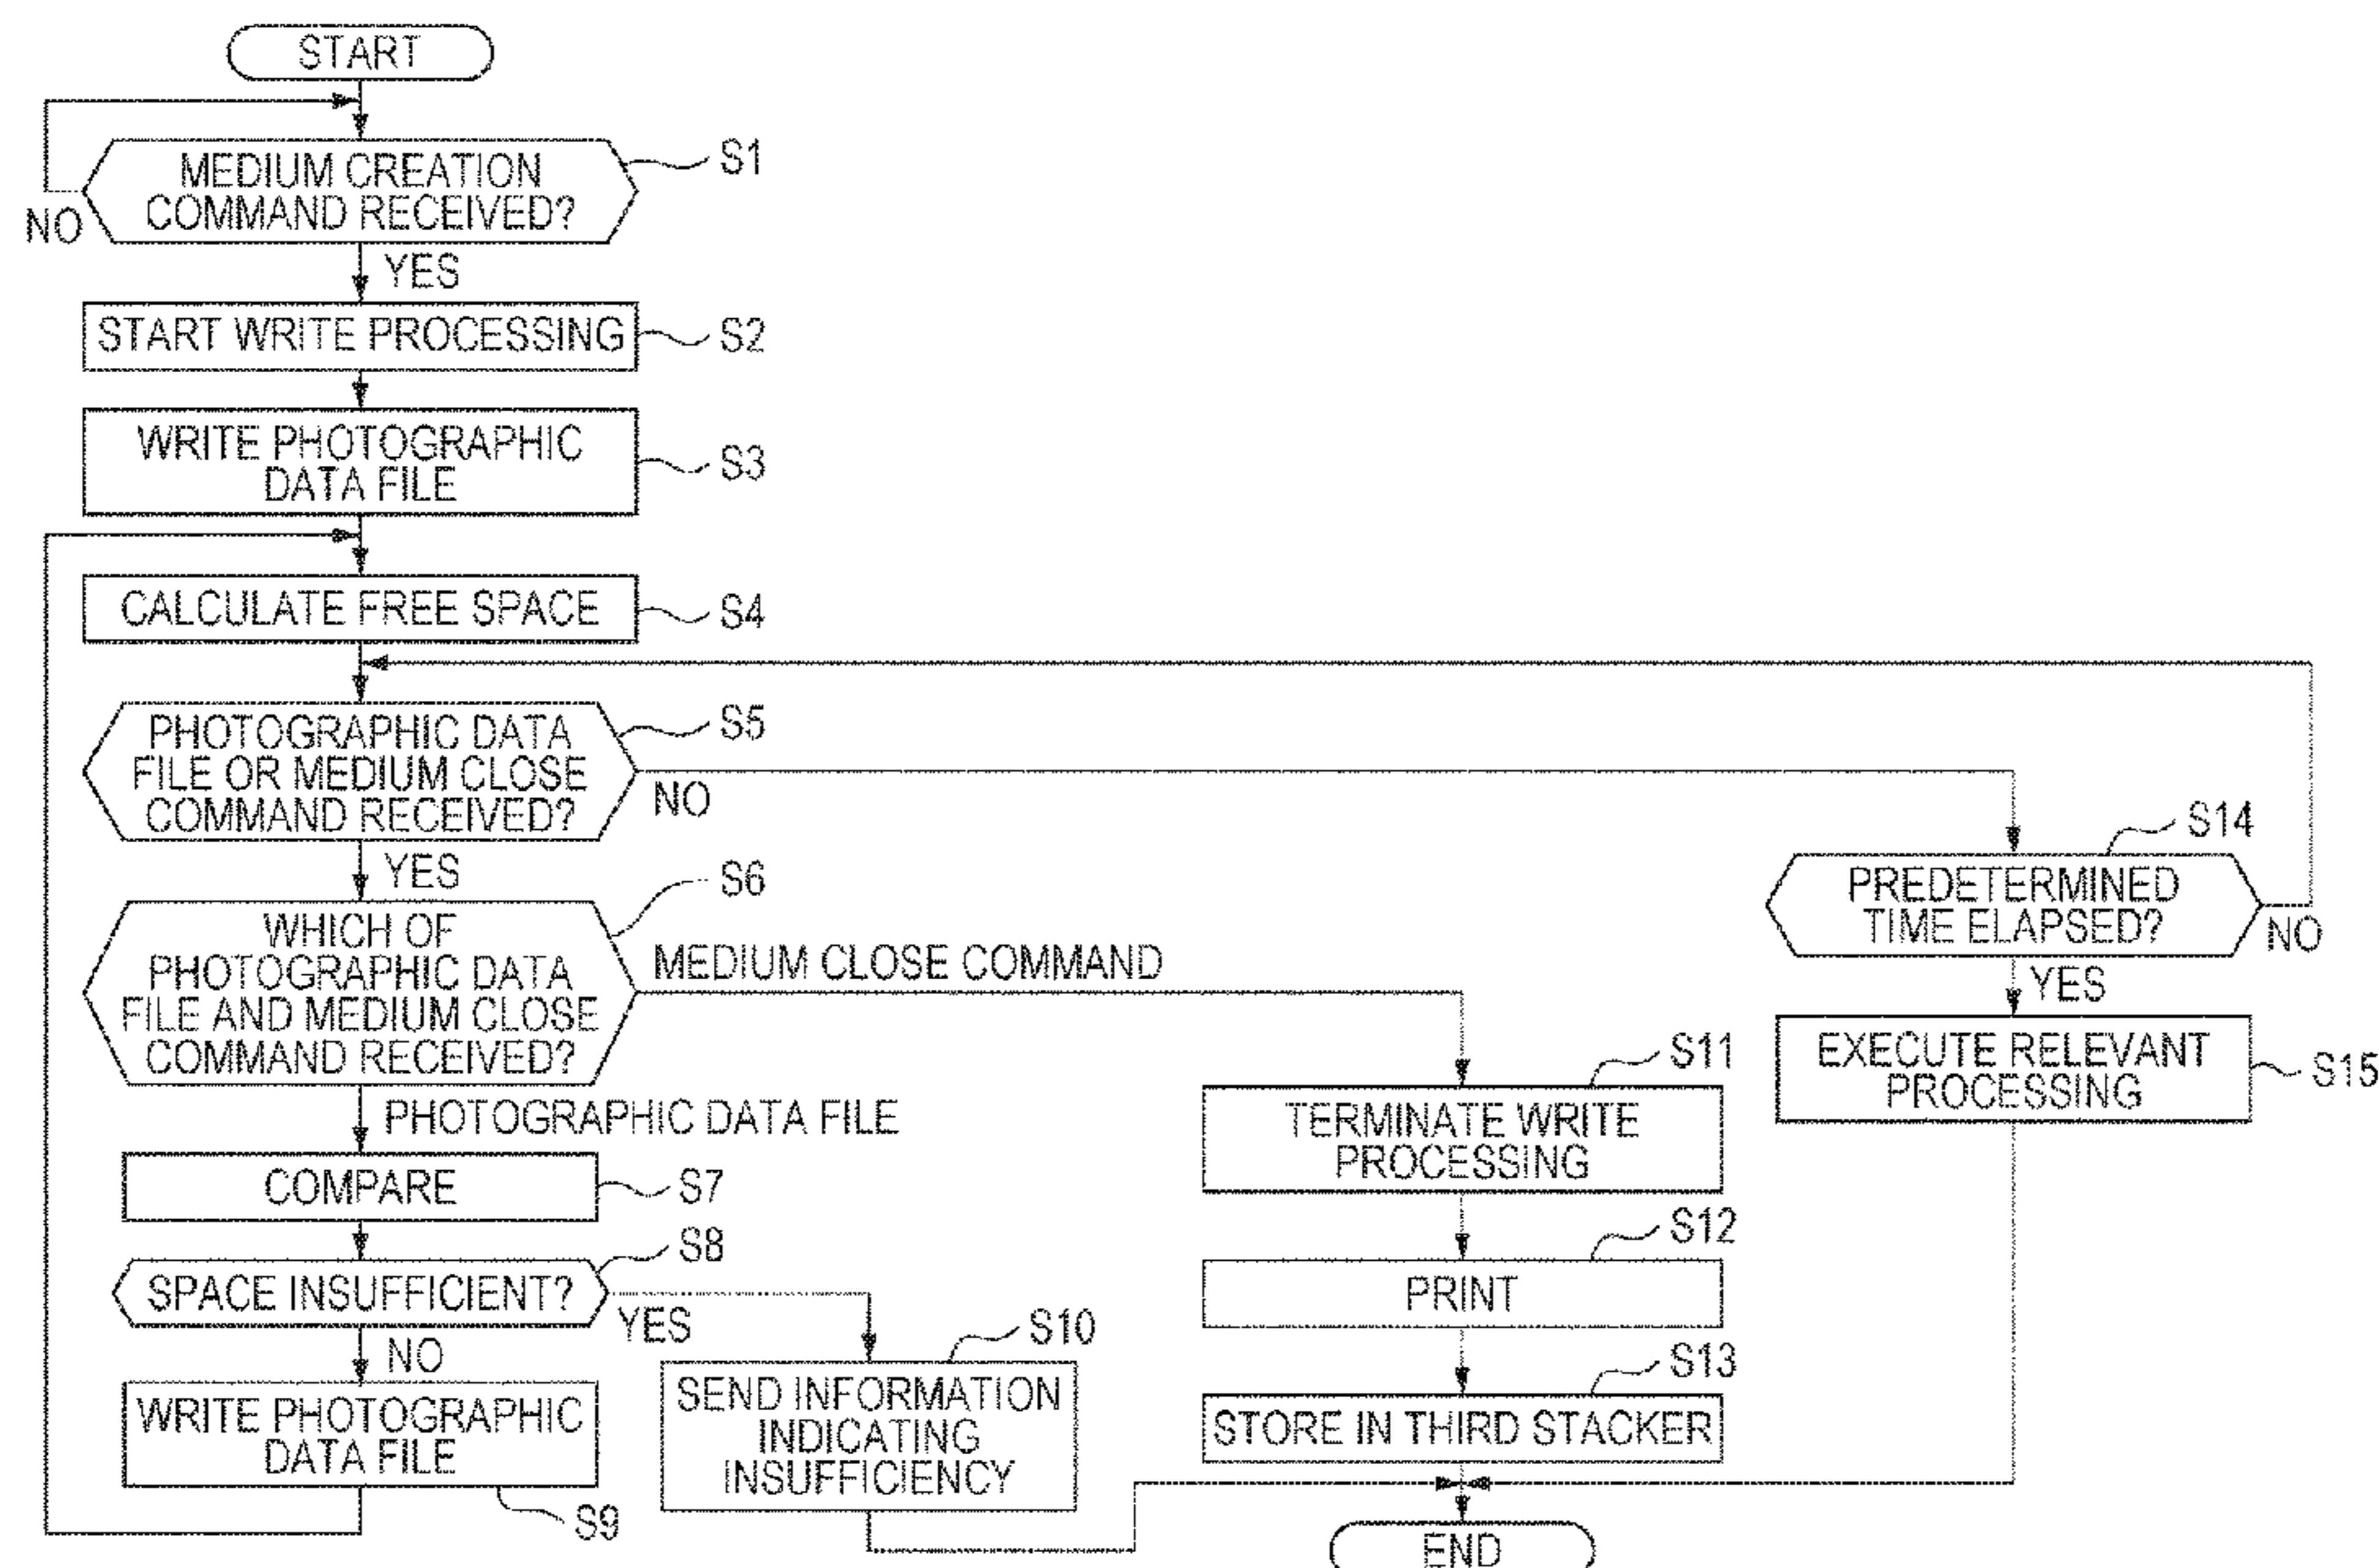 START
MEDIUM CREATION
COMMAND RECEIVED?
S1
NO
YES
START WRITE PROCESSING
S2
WRITE PHOTOGRAPHIC
DATA FILE
S3
CALCULATE FREE SPACE
S4
PHOTOGRAPHIC DATA
FILE OR MEDIUM CLOSE
COMMAND RECEIVED?
S5
NO
YES
WHICH OF
PHOTOGRAPHIC DATA
FILE AND MEDIUM CLOSE
COMMAND RECEIVED?
S6
MEDIUM CLOSE COMMAND
PHOTOGRAPHIC DATA FILE
COMPARE
S7
SPACE INSUFFICIENT?
S8
YES
NO
WRITE PHOTOGRAPHIC
DATA FILE
S9
SEND INFORMATION
INDICATING
INSUFFICIENCY
S10
TERMINATE WRITE
PROCESSING
S11
PRINT
S12
STORE IN THIRD STACKER
S13
PREDETERMINED
TIME ELAPSED?
S14
NO
YES
EXECUTE RELEVANT
PROCESSING
S15
END